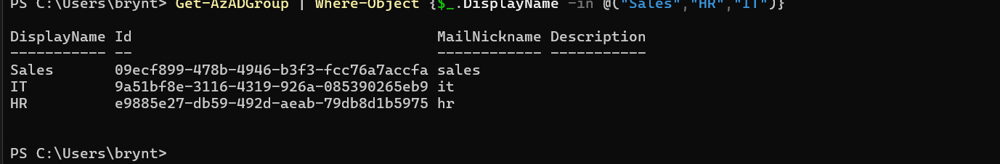 PS C:\Users\brynt> Get-AzADGroup | Where-Object {$_.DisplayName -in @("Sales","HR","IT")}
DisplayName Id                                   MailNickname Description
----------- --                                   ------------ -----------
Sales       09ecf899-478b-4946-b3f3-fcc76a7accfa sales
IT          9a51bf8e-3116-4319-926a-085390265eb9 it
HR          e9885e27-db59-492d-aeab-79db8d1b5975 hr
PS C:\Users\brynt>